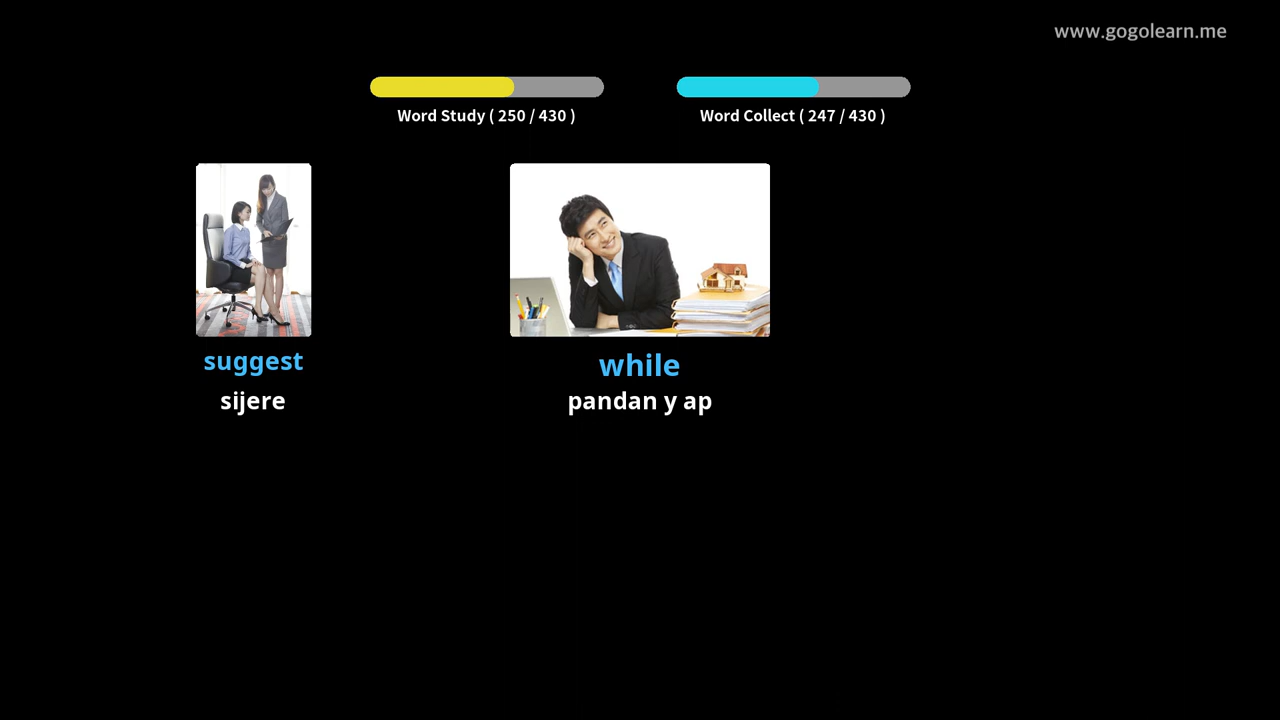 www.gogolearn.me
Word Study ( 250 / 430 )
Word Collect ( 247 / 430 )
suggest
sijere
while
pandan y ap